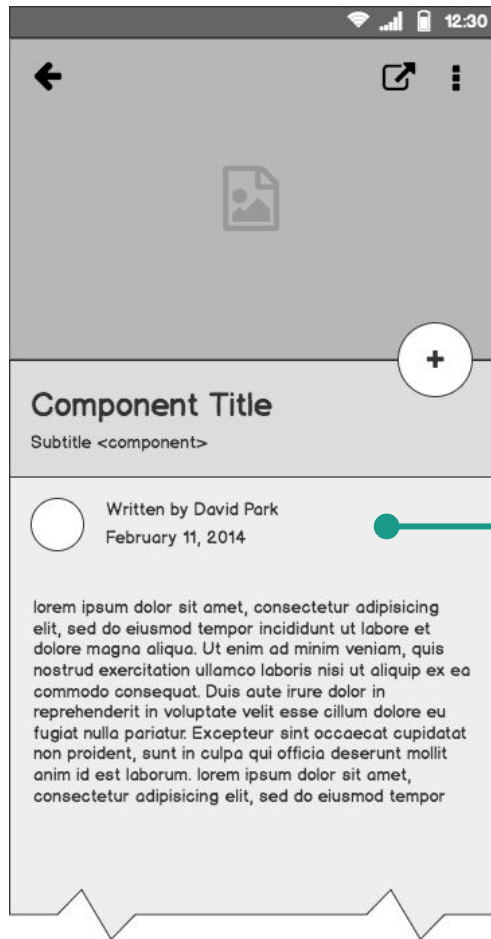 12:30
+
Component Title
Subtitle <component>
Written by David Park
February 11, 2014
lorem ipsum dolor sit amet, consectetur adipisicing
elit, sed do eiusmod tempor incididunt ut labore et
dolore magna aliqua. Ut enim ad minim veniam, quis
nostrud exercitation ullamco laboris nisi ut aliquip ex ea
commodo consequat. Duis aute irure dolor in
reprehenderit in voluptate velit esse cillum dolore eu
fugiat nulla pariatur. Excepteur sint occaecat cupidatat
non proident, sunt in culpa qui officia deserunt mollit
anim id est laborum. lorem ipsum dolor sit amet,
consectetur adipisicing elit, sed do eiusmod tempor